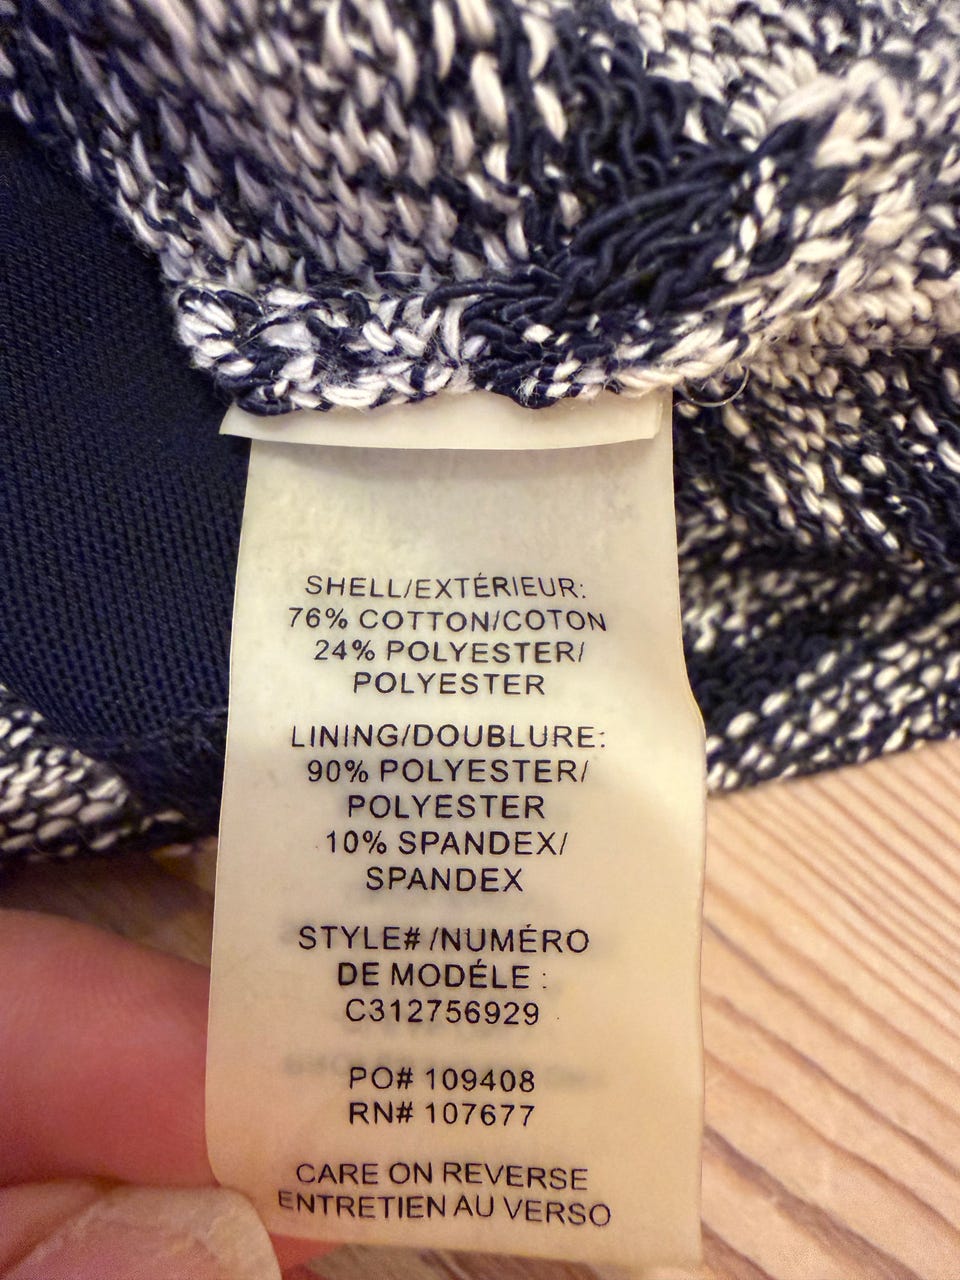 SHELL/EXTÉRIEUR:
76% COTTON/COTON
24% POLYESTER/
POLYESTER
LINING/DOUBLURE:
90% POLYESTER/
POLYESTER
10% SPANDEX/
SPANDEX
STYLE# /NUMÉRO
DE MODÉLE :
C312756929
PO# 109408
RN# 107677
CARE ON REVERSE
ENTRETIEN AU VERSO